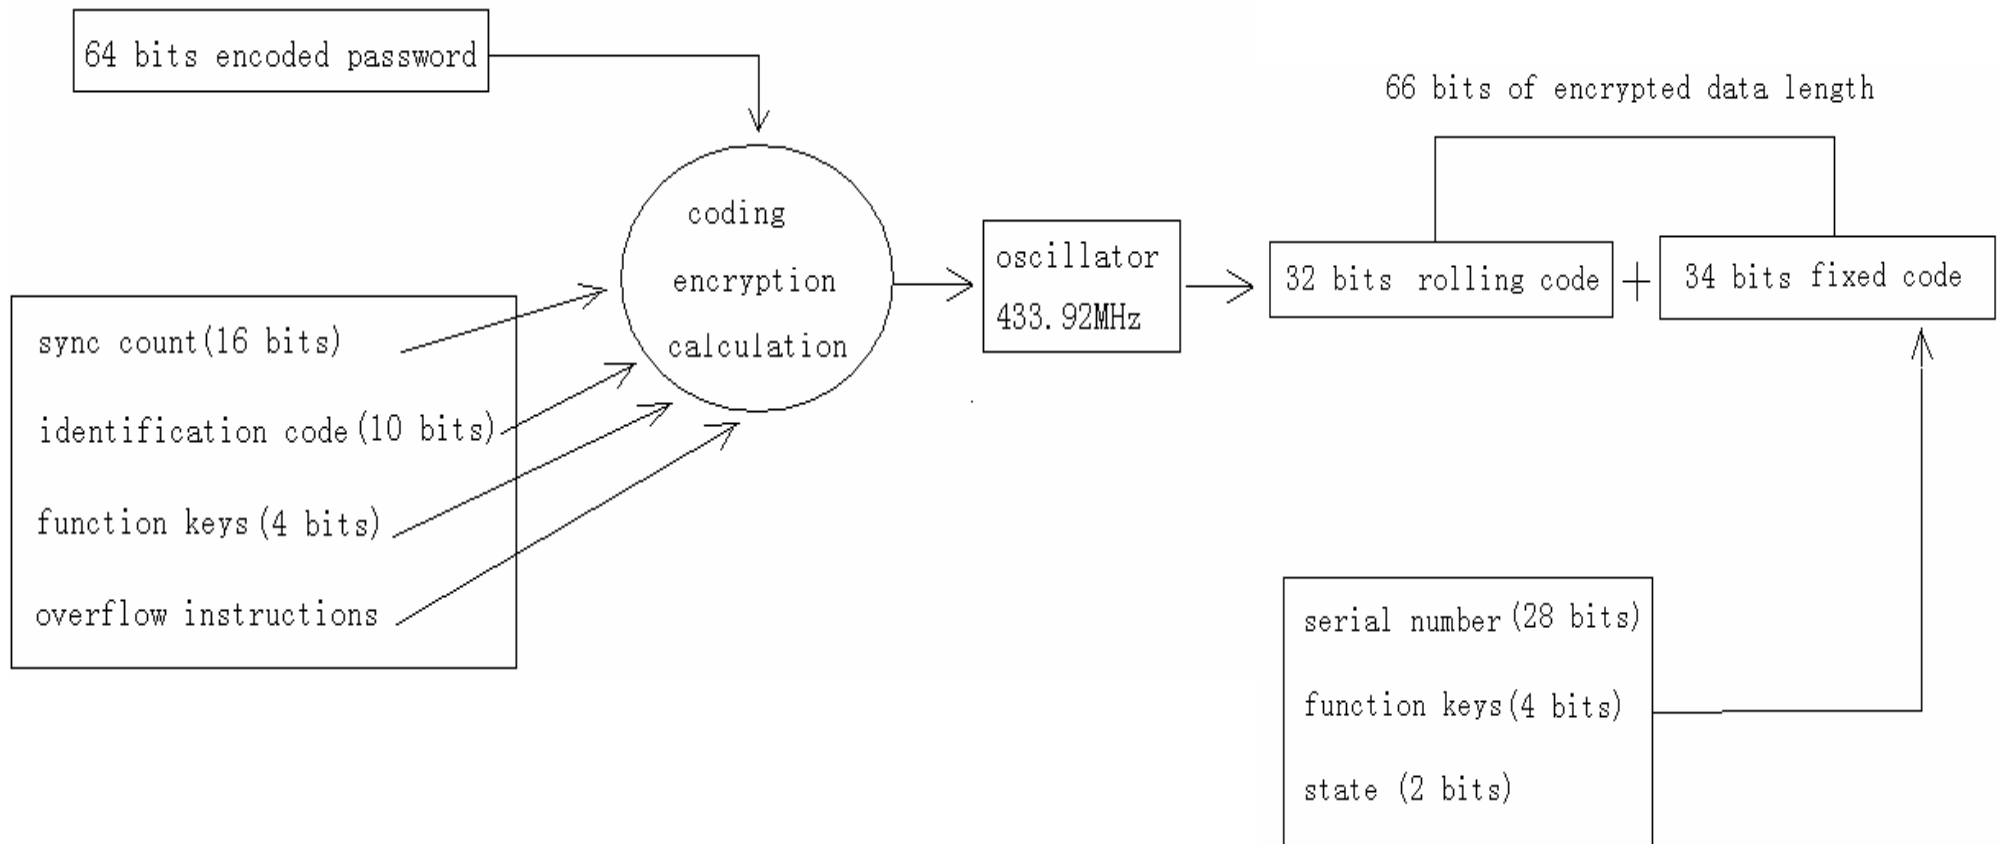 64 bits encoded password
66 bits of encrypted data length
coding
encryption
calculation
oscillator
433.92MHz
32 bits rolling code
+
34 bits fixed code
sync count(16 bits)
identification code(10 bits)
function keys(4 bits)
overflow instructions
serial number(28 bits)
function keys(4 bits)
state (2 bits)